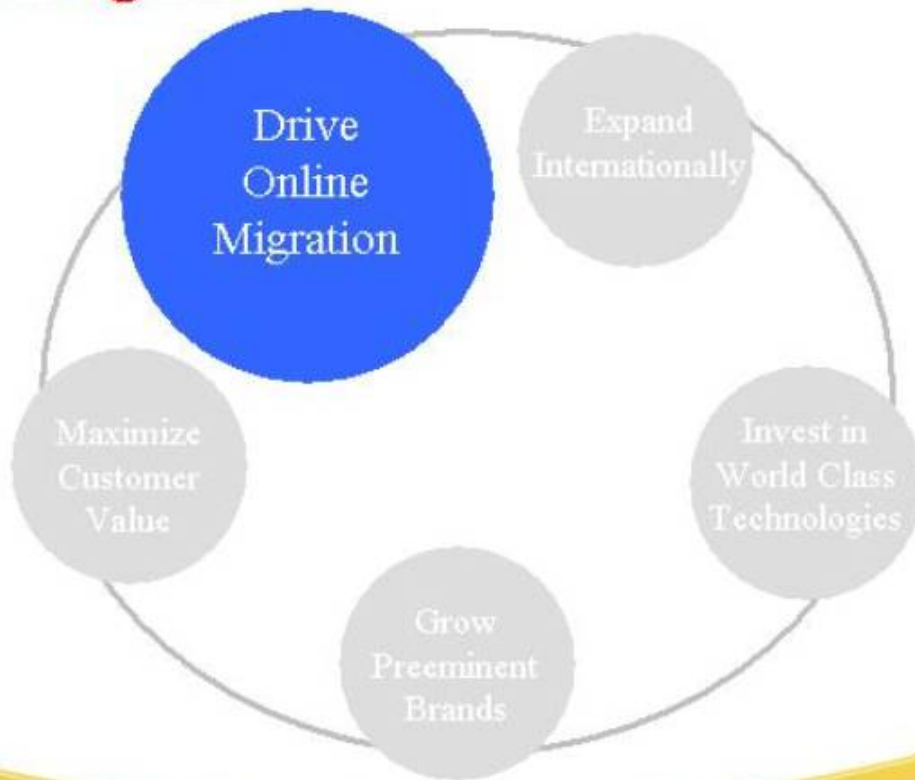 Drive
Online
Migration
Expand
Internationally
Invest in
World Class
Technologies
Grow
Preeminent
Brands
Maximize
Customer
Value